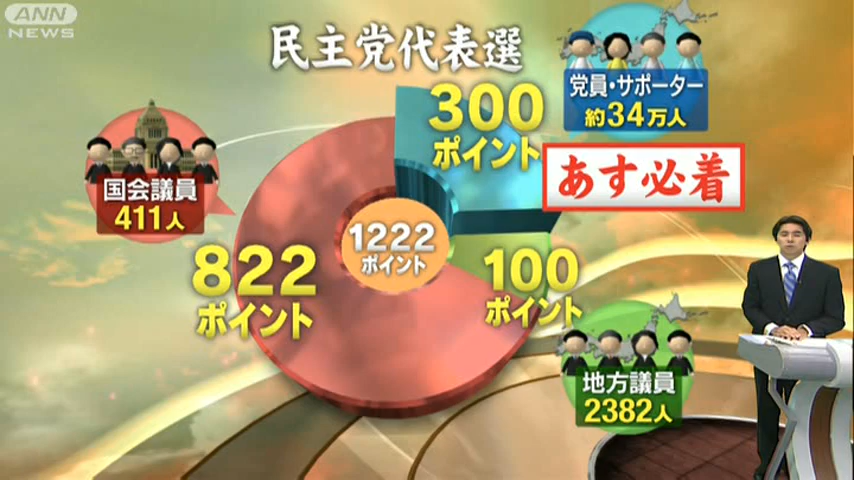 ANN
NEWS
民主党代表選
党員・サポーター
約34万人
300
ポイント
あす必着
国会議員
411人
1222
ポイント
822
ポイント
100
ポイント
地方議員
2382人